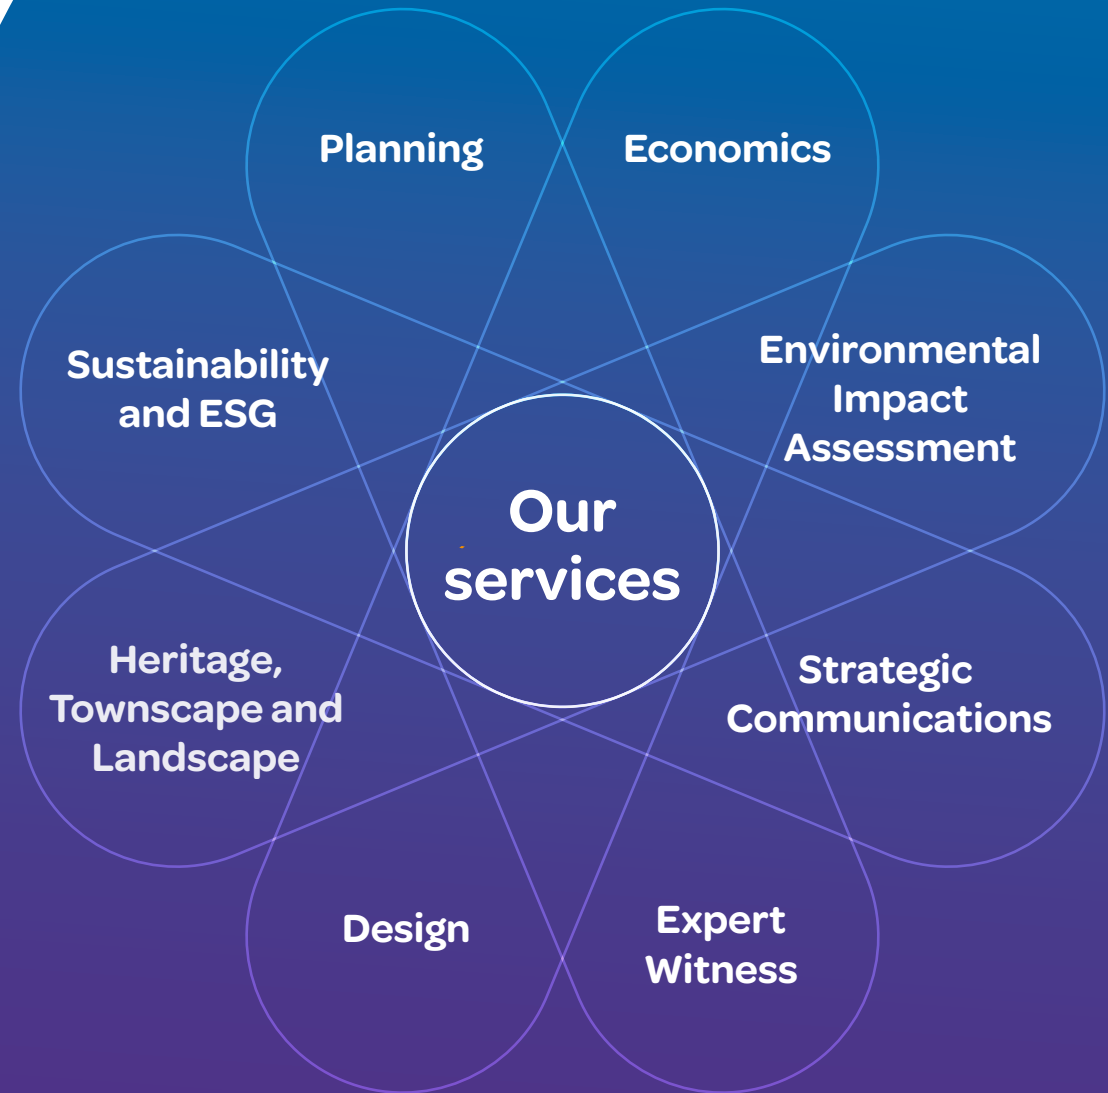 Planning
Economics
Sustainability
and ESG
Environmental
Impact
Assessment
Our
services
Heritage,
Townscape and
Landscape
Strategic
Communications
Design
Expert
Witness